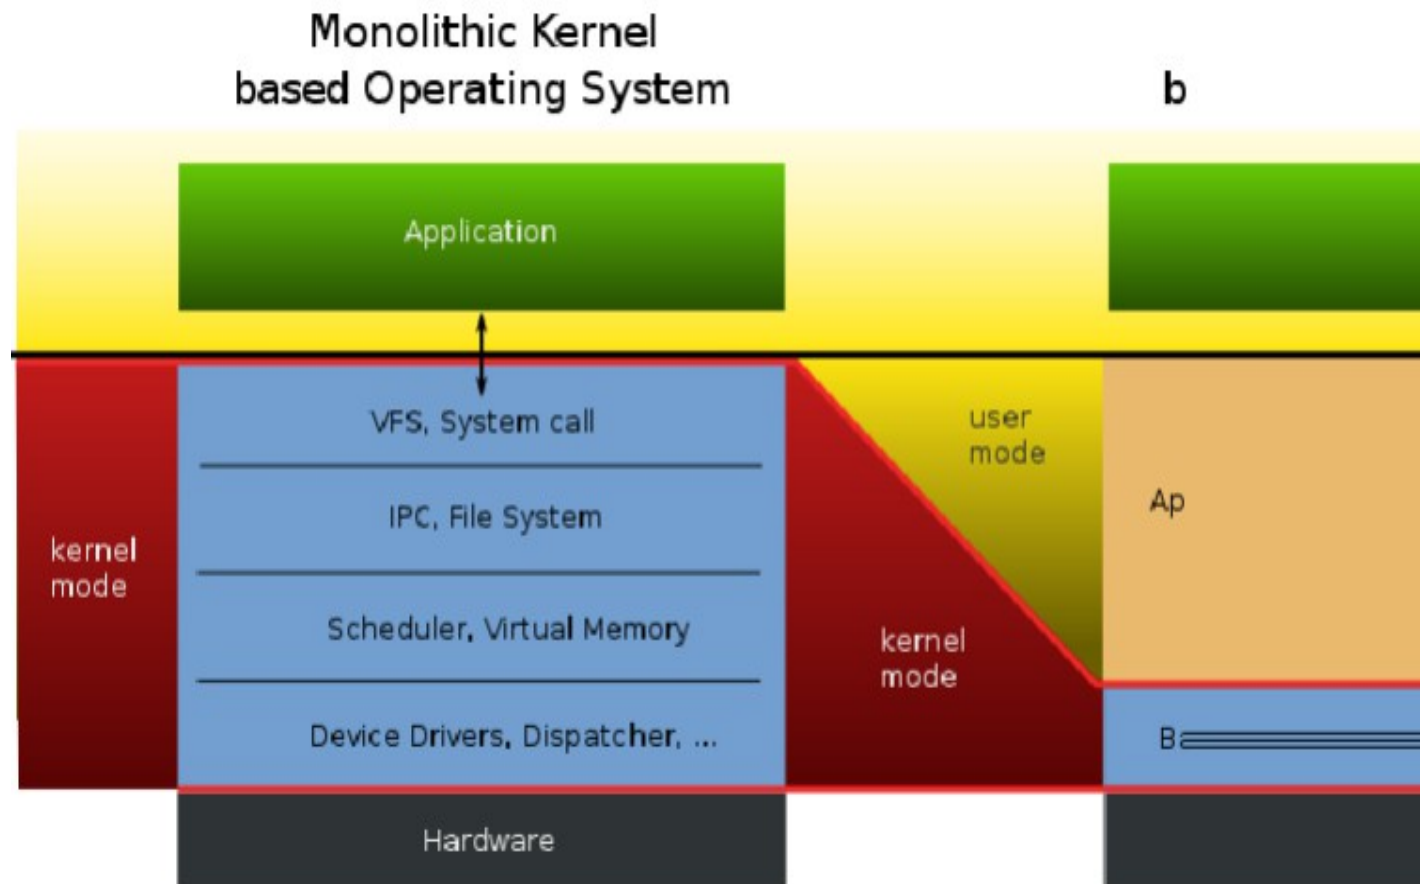 Monolithic Kernel
based Operating System
b
Application
VFS, System call
user
mode
IPC, File System
Ap
kernel
mode
Scheduler, Virtual Memory
kernel
mode
Device Drivers, Dispatcher, ...
B
Hardware